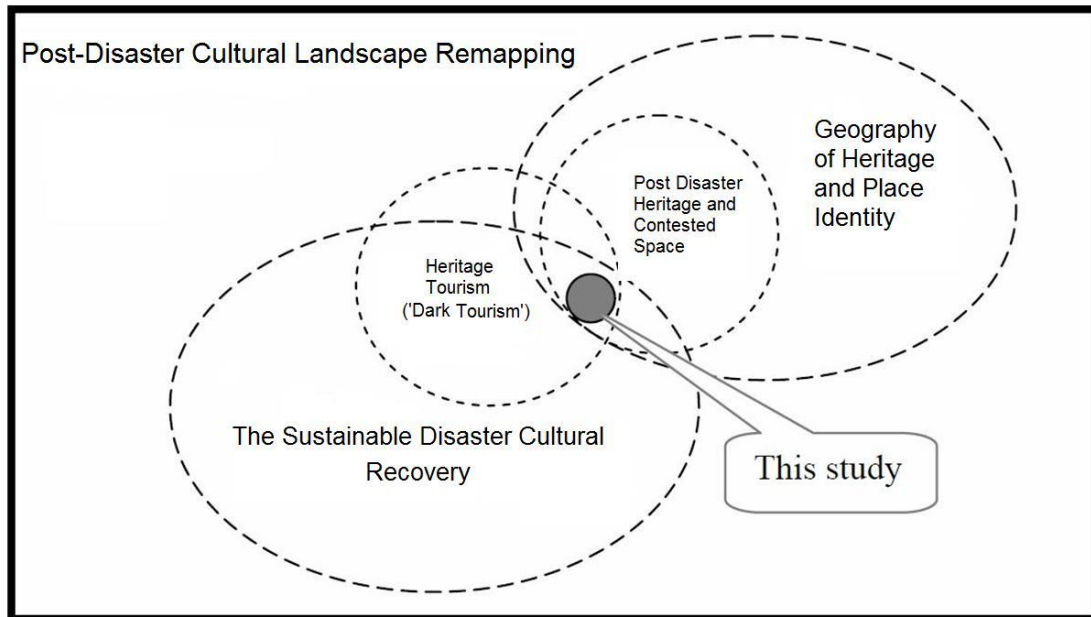 Post-Disaster Cultural Landscape Remapping
Geography
of Heritage
and Place
Identity
Post Disaster
Heritage and
Contested
Space
Heritage
Tourism
('Dark Tourism')
The Sustainable Disaster Cultural
Recovery
This study